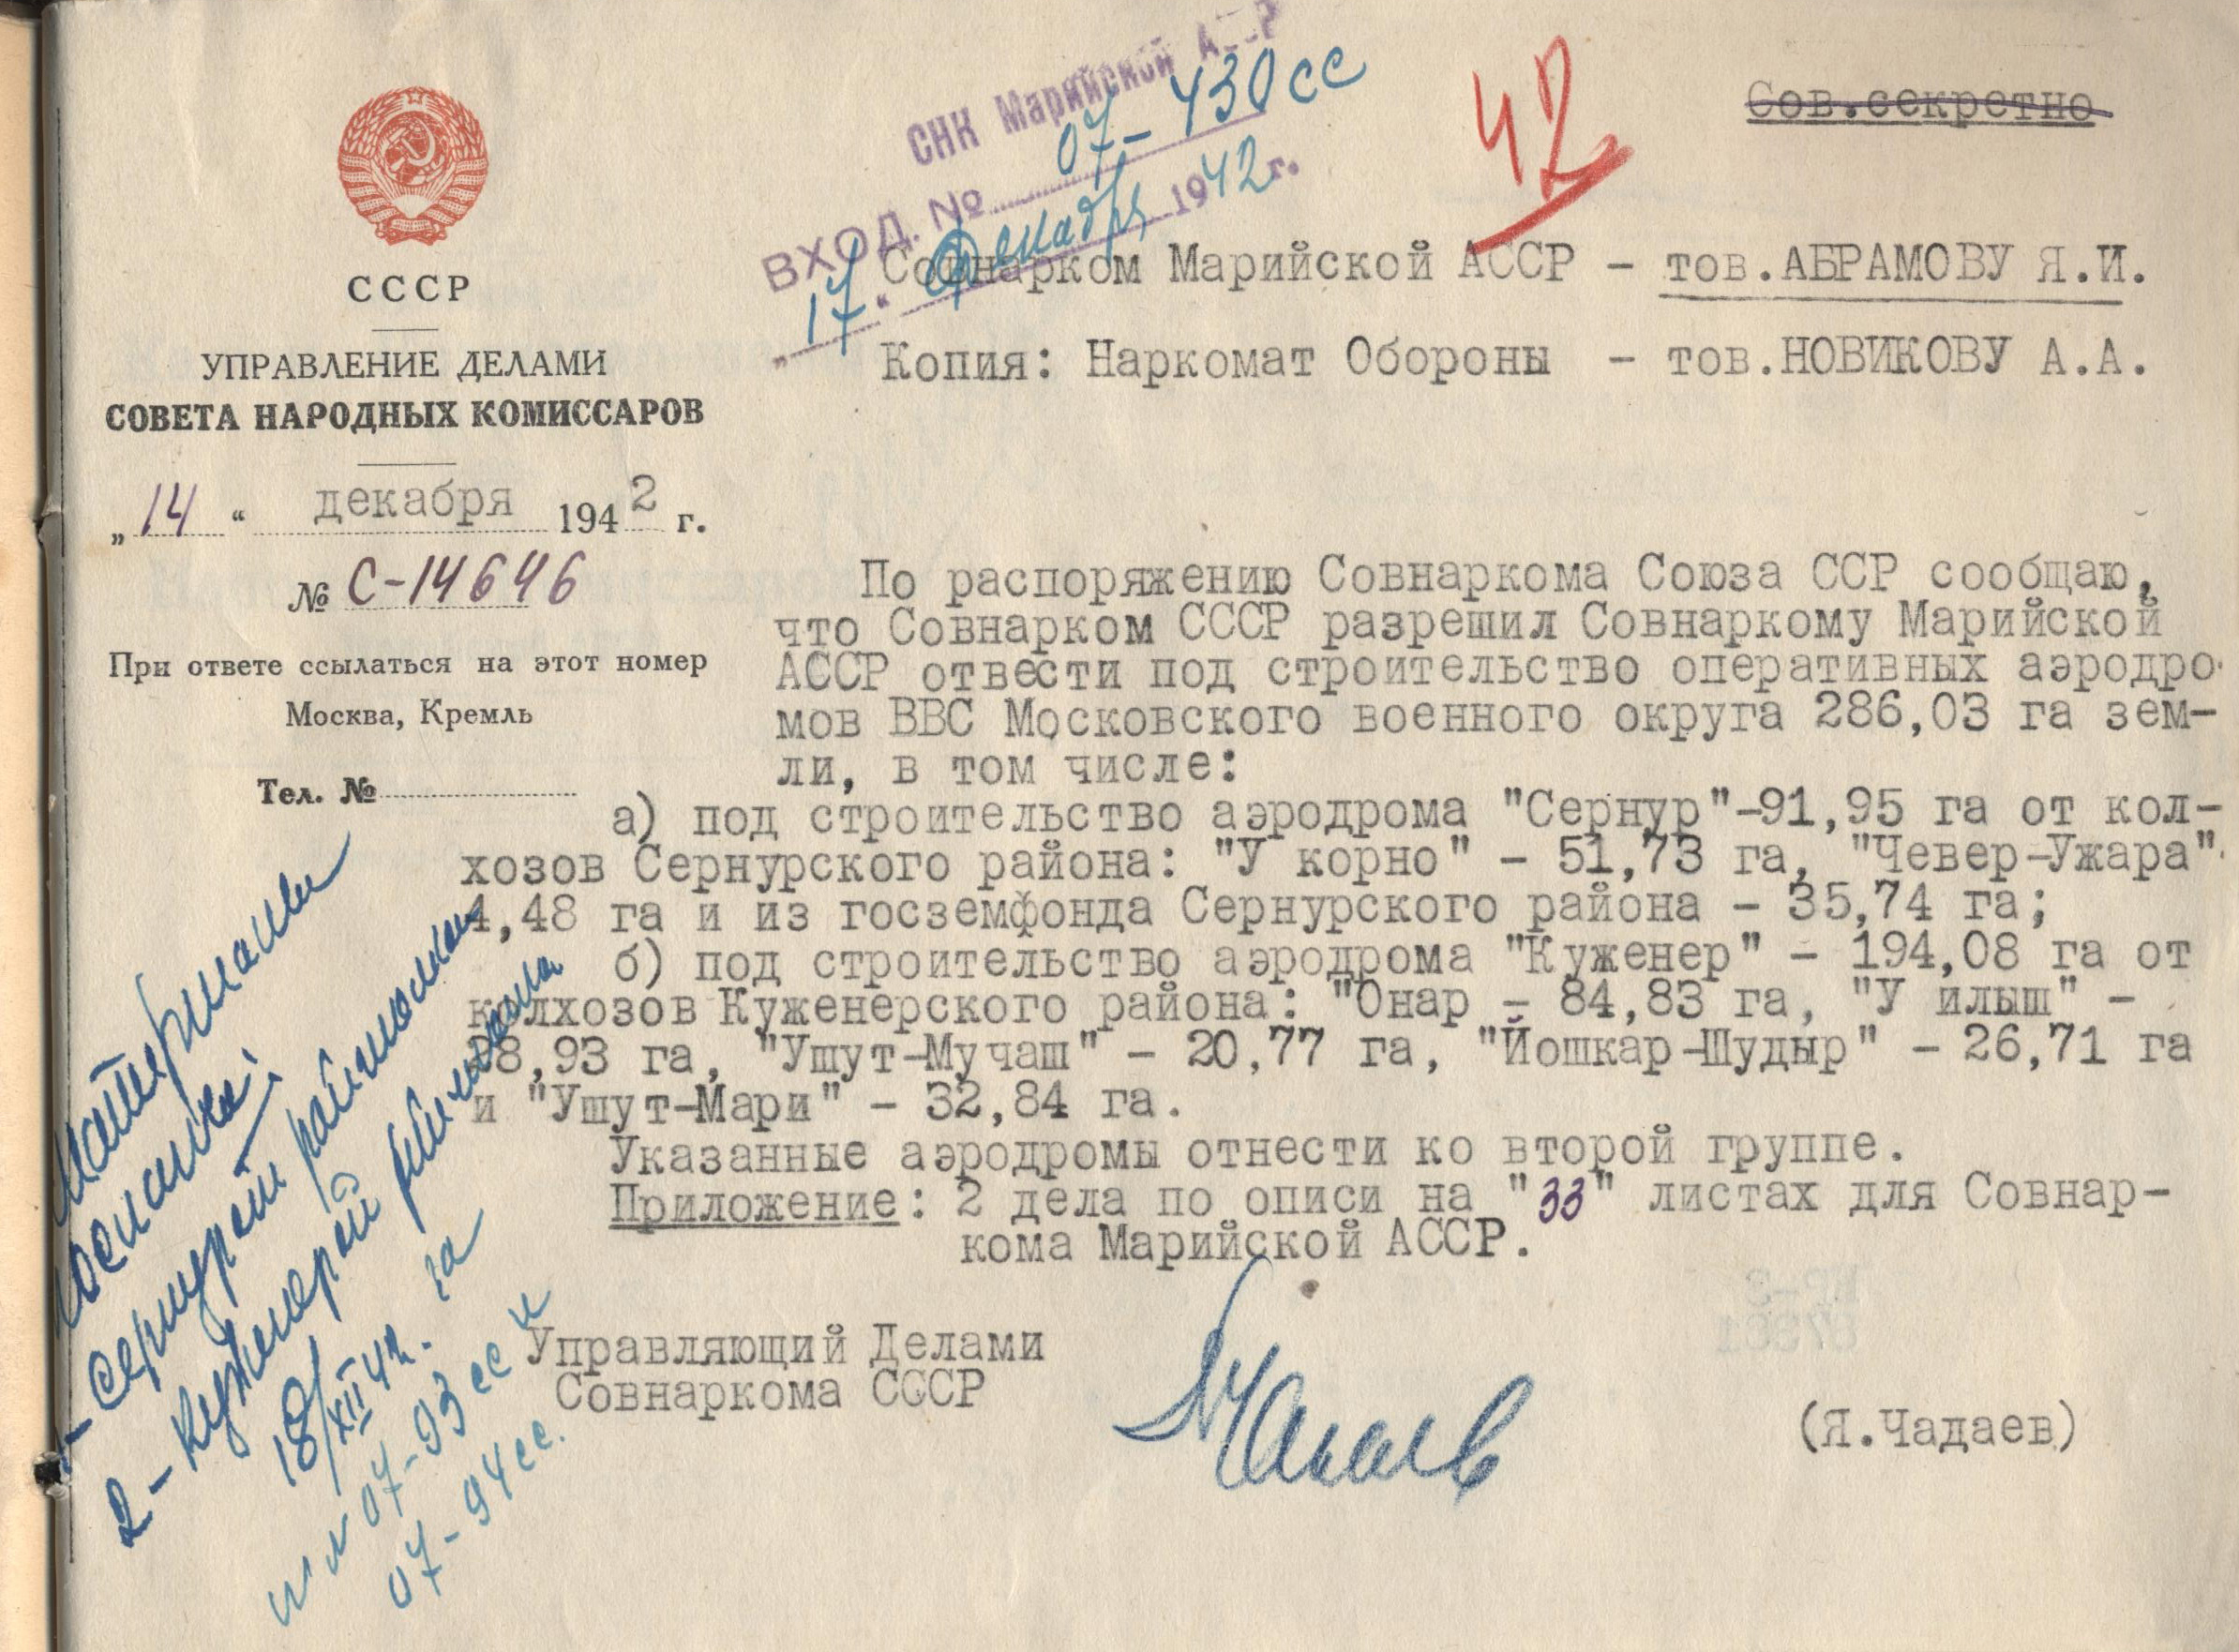 Сов.секретно
42
СНК Марийской АССР
ВХОД. № 07-430сс
"17" декабря 1942 г.
СССР
УПРАВЛЕНИЕ ДЕЛАМИ
СОВЕТА НАРОДНЫХ КОМИССАРОВ
„14“ декабря 1942 г.
№ С-14646
При ответе ссылаться на этот номер
Москва, Кремль
Тел. №
Совнарком Марийской АССР – тов.АБРАМОВУ Я.И.
Копия: Наркомат Обороны – тов.НОВИКОВУ А.А.
По распоряжению Совнаркома Союза ССР сообщаю,
что Совнарком СССР разрешил Совнаркому Марийской
АССР отвести под строительство оперативных аэродро-
мов ВВС Московского военного округа 286,03 га зем-
ли, в том числе:
а) под строительство аэродрома "Сернур"-91,95 га от кол-
хозов Сернурского района: "У корно" – 51,73 га, "Чевер-Ужара"-
4,48 га и из госземфонда Сернурского района – 35,74 га;
б) под строительство аэродрома "Куженер" – 194,08 га от
колхозов Куженерского района: "Онар – 84,83 га, "У илыш" –
28,93 га, "Ушут-Мучаш" – 20,77 га, "Йошкар-Шудыр" – 26,71 га
и "Ушут-Мари" – 32,84 га.
Указанные аэродромы отнести ко второй группе.
Приложение: 2 дела по описи на "33" листах для Совнар-
кома Марийской АССР.
Управляющий Делами
Совнаркома СССР
(Я.Чадаев)
Материалы
1- Сернурский
2- Куженерский
18/XII 42.
07-93сс и
07-94сс.